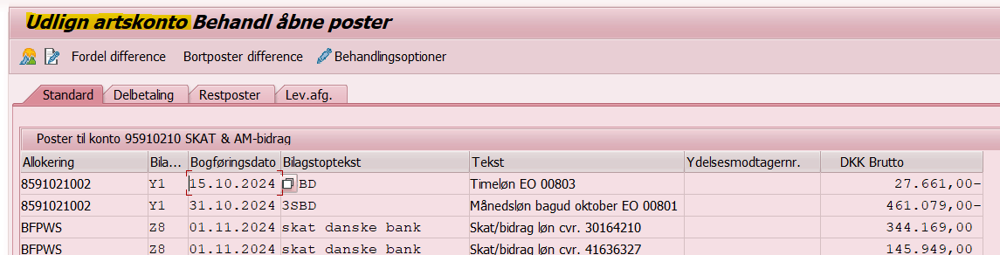 Udlign artskonto Behandl åbne poster
Fordel difference Bortposter difference Behandlingsoptioner
Standard Delbetaling Restposter Lev.afg.
Poster til konto 95910210 SKAT & AM-bidrag
Allokering Bila... Bogføringsdato Bilagstoptekst Tekst Ydelsesmodtagernr. DKK Brutto
8591021002 Y1 15.10.2024 BD Timeløn EO 00803 27.661,00-
8591021002 Y1 31.10.2024 3SBD Månedsløn bagud oktober EO 00801 461.079,00-
BFPWS Z8 01.11.2024 skat danske bank Skat/bidrag løn cvr. 30164210 344.169,00
BFPWS Z8 01.11.2024 skat danske bank Skat/bidrag løn cvr. 41636327 145.949,00